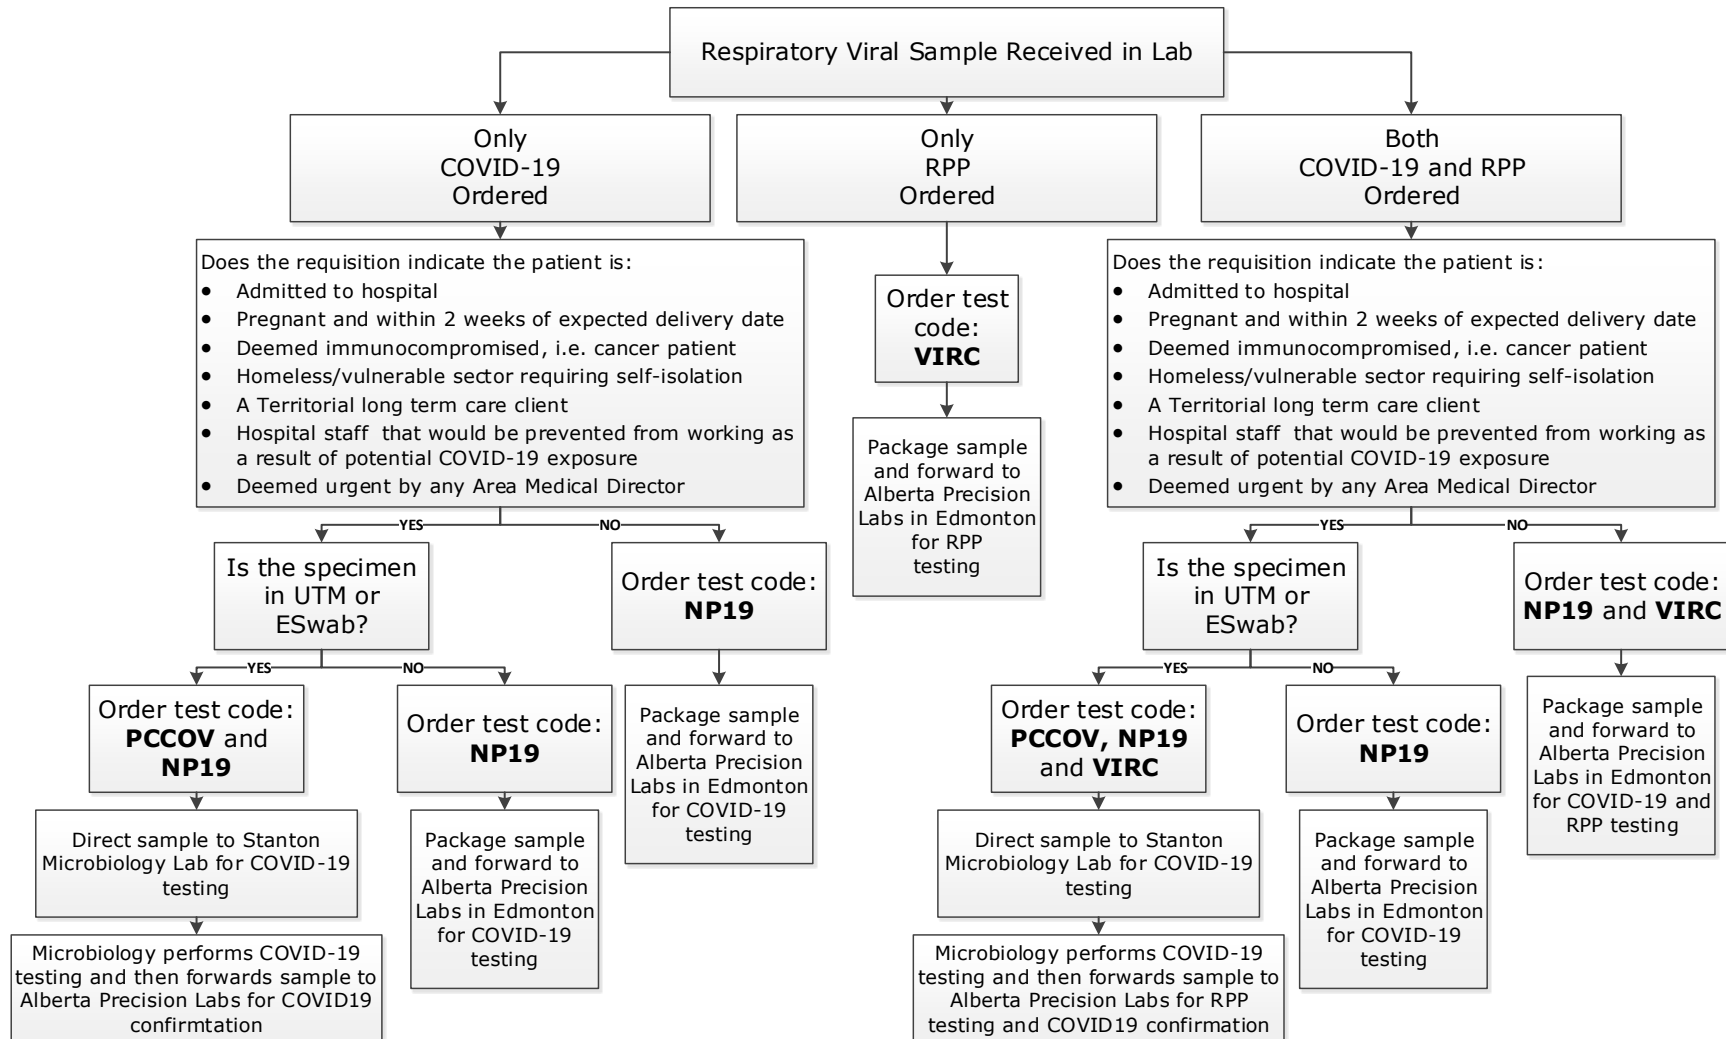 Respiratory Viral Sample Received in Lab
Only
COVID-19
Ordered
Only
RPP
Ordered
Both
COVID-19 and RPP
Ordered
Does the requisition indicate the patient is:
• Admitted to hospital
• Pregnant and within 2 weeks of expected delivery date
• Deemed immunocompromised, i.e. cancer patient
• Homeless/vulnerable sector requiring self-isolation
• A Territorial long term care client
• Hospital staff that would be prevented from working as
a result of potential COVID-19 exposure
• Deemed urgent by any Area Medical Director
Order test
code:
VIRC
Package sample
and forward to
Alberta Precision
Labs in Edmonton
for RPP
testing
Does the requisition indicate the patient is:
• Admitted to hospital
• Pregnant and within 2 weeks of expected delivery date
• Deemed immunocompromised, i.e. cancer patient
• Homeless/vulnerable sector requiring self-isolation
• A Territorial long term care client
• Hospital staff that would be prevented from working as
a result of potential COVID-19 exposure
• Deemed urgent by any Area Medical Director
YES
NO
Is the specimen
in UTM or
ESwab?
Order test code:
NP19
YES
NO
Order test code:
PCCOV and
NP19
Order test code:
NP19
Package sample
and forward to
Alberta Precision
Labs in Edmonton
for COVID-19
testing
Direct sample to Stanton
Microbiology Lab for COVID-19
testing
Package sample
and forward to
Alberta Precision
Labs in Edmonton
for COVID-19
testing
Microbiology performs COVID-19
testing and then forwards sample to
Alberta Precision Labs for COVID19
confirmtation
YES
NO
Is the specimen
in UTM or
ESwab?
Order test code:
NP19 and VIRC
YES
NO
Order test code:
PCCOV, NP19
and VIRC
Order test code:
NP19
Package sample
and forward to
Alberta Precision
Labs in Edmonton
for COVID-19 and
RPP testing
Direct sample to Stanton
Microbiology Lab for COVID-19
testing
Package sample
and forward to
Alberta Precision
Labs in Edmonton
for COVID-19
testing
Microbiology performs COVID-19
testing and then forwards sample to
Alberta Precision Labs for RPP
testing and COVID19 confirmation